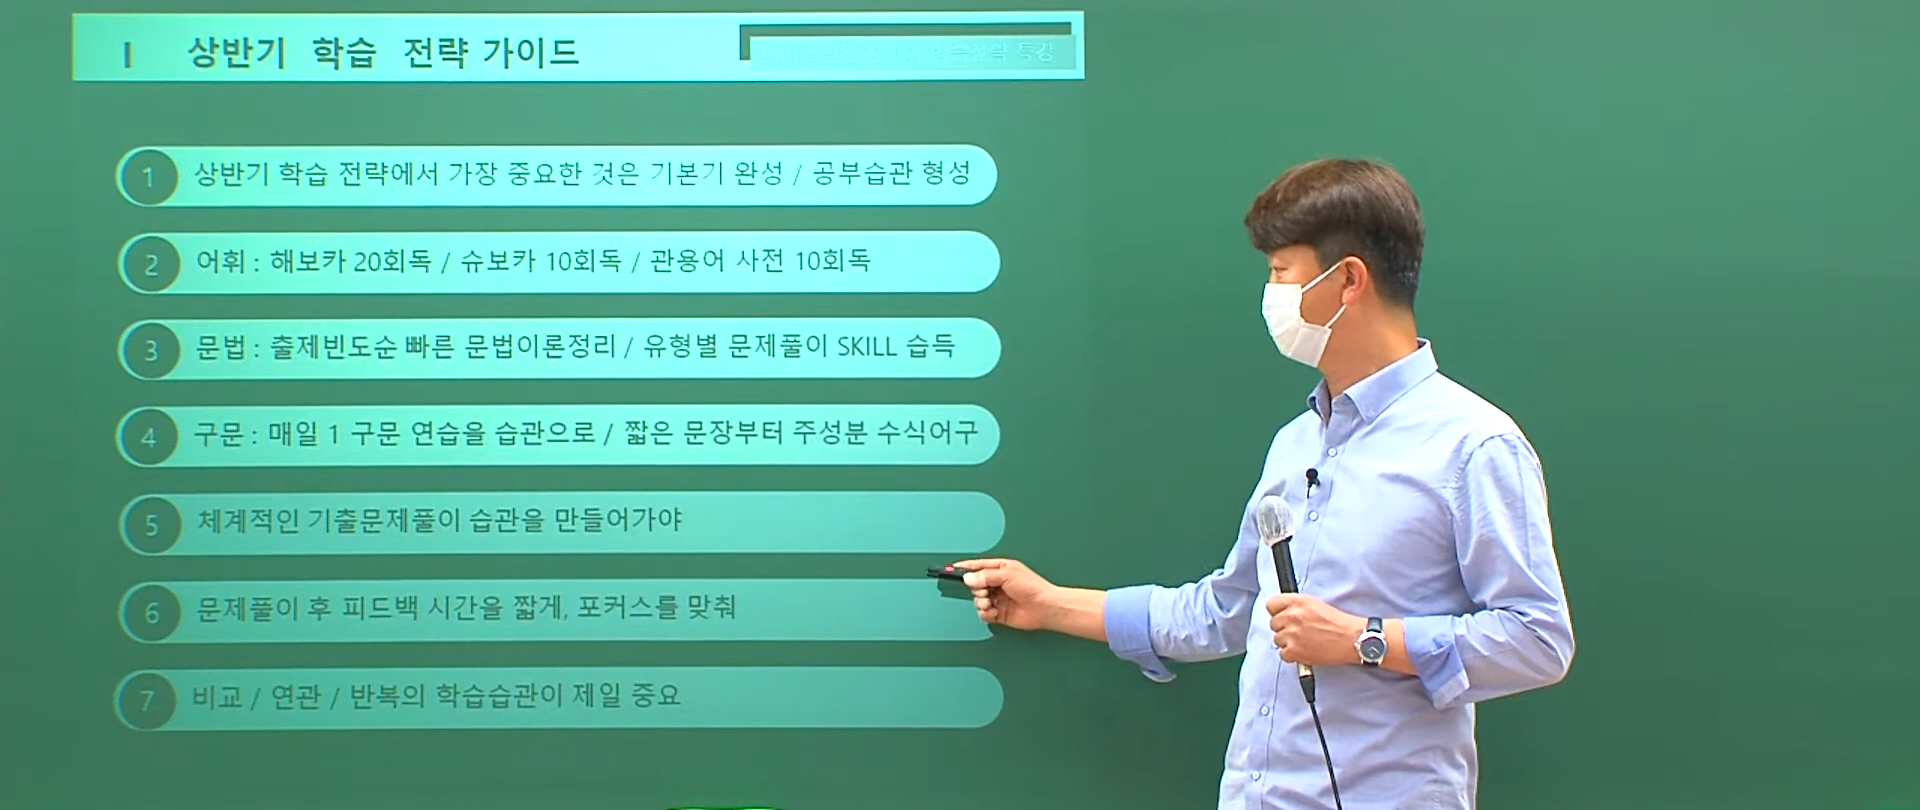 I 상반기 학습 전략 가이드
학습전략 특강
1 상반기 학습 전략에서 가장 중요한 것은 기본기 완성 / 공부습관 형성
2 어휘 : 해보카 20회독 / 슈보카 10회독 / 관용어 사전 10회독
3 문법 : 출제빈도순 빠른 문법이론정리 / 유형별 문제풀이 SKILL 습득
4 구문 : 매일 1 구문 연습을 습관으로 / 짧은 문장부터 주성분 수식어구
5 체계적인 기출문제풀이 습관을 만들어가야
6 문제풀이 후 피드백 시간을 짧게, 포커스를 맞춰
7 비교 / 연관 / 반복의 학습습관이 제일 중요